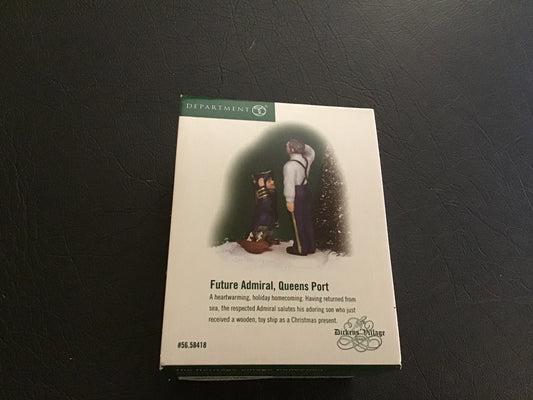 DEPARTMENT 56
Future Admiral, Queens Port
A heartwarming, holiday homecoming. Having returned from
sea, the respected Admiral salutes his adoring son who just
received a wooden, toy ship as a Christmas present.
#56.58418
Dickens' Village